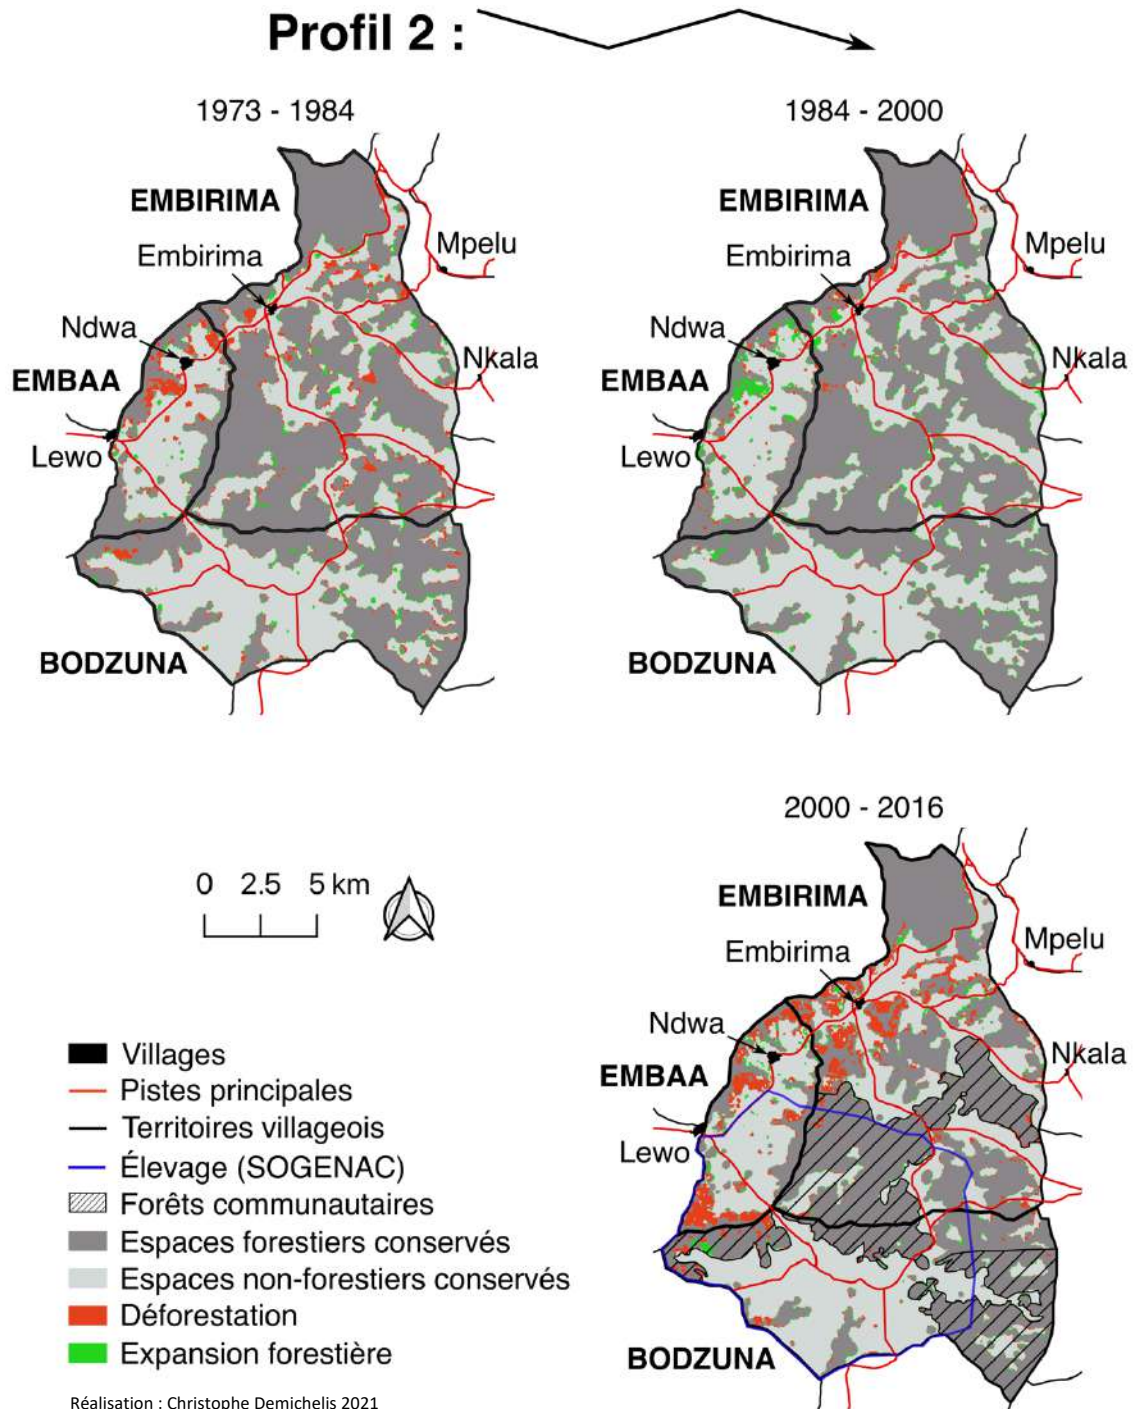 Profil 2 :
1973 - 1984
EMBIRIMA
Embirima
Mpelu
Ndwa
Nkala
EMBAA
Lewo
BODZUNA
1984 - 2000
EMBIRIMA
Embirima
Mpelu
Ndwa
Nkala
EMBAA
Lewo
BODZUNA
2000 - 2016
EMBIRIMA
Embirima
Mpelu
Ndwa
Nkala
EMBAA
Lewo
BODZUNA
0 2.5 5 km
Villages
Pistes principales
Territoires villageois
Élevage (SOGENAC)
Forêts communautaires
Espaces forestiers conservés
Espaces non-forestiers conservés
Déforestation
Expansion forestière
Réalisation : Christophe Demichelis 2021